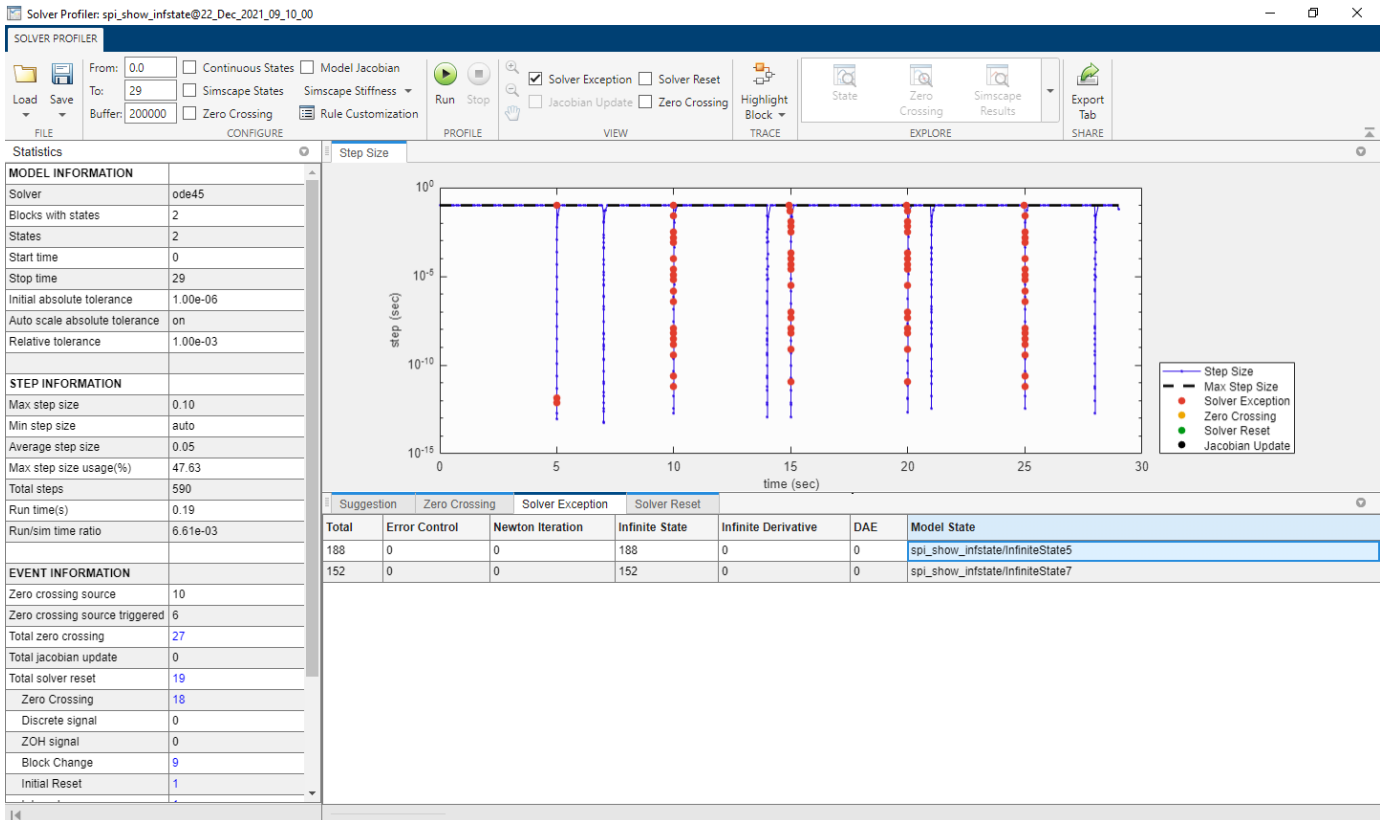 Solver Profiler: spi_show_infstate@22_Dec_2021_09_10_00
SOLVER PROFILER
Load
Save
FILE
From: 0.0
To: 29
Buffer: 200000
Continuous States
Simscape States
Zero Crossing
Model Jacobian
Simscape Stiffness
Rule Customization
CONFIGURE
Run
Stop
PROFILE
Solver Exception
Solver Reset
Jacobian Update
Zero Crossing
VIEW
Highlight
Block
TRACE
State
Zero
Crossing
Simscape
Results
EXPLORE
Export
Tab
SHARE
Statistics
MODEL INFORMATION
Solver ode45
Blocks with states 2
States 2
Start time 0
Stop time 29
Initial absolute tolerance 1.00e-06
Auto scale absolute tolerance on
Relative tolerance 1.00e-03
STEP INFORMATION
Max step size 0.10
Min step size auto
Average step size 0.05
Max step size usage(%) 47.63
Total steps 590
Run time(s) 0.19
Run/sim time ratio 6.61e-03
EVENT INFORMATION
Zero crossing source 10
Zero crossing source triggered 6
Total zero crossing 27
Total jacobian update 0
Total solver reset 19
Zero Crossing 18
Discrete signal 0
ZOH signal 0
Block Change 9
Initial Reset 1
Step Size
10^0
10^-5
10^-10
10^-15
step (sec)
0 5 10 15 20 25 30
time (sec)
Step Size
Max Step Size
Solver Exception
Zero Crossing
Solver Reset
Jacobian Update
Suggestion Zero Crossing Solver Exception Solver Reset
Total Error Control Newton Iteration Infinite State Infinite Derivative DAE Model State
188 0 0 188 0 0 spi_show_infstate/InfiniteState5
152 0 0 152 0 0 spi_show_infstate/InfiniteState7